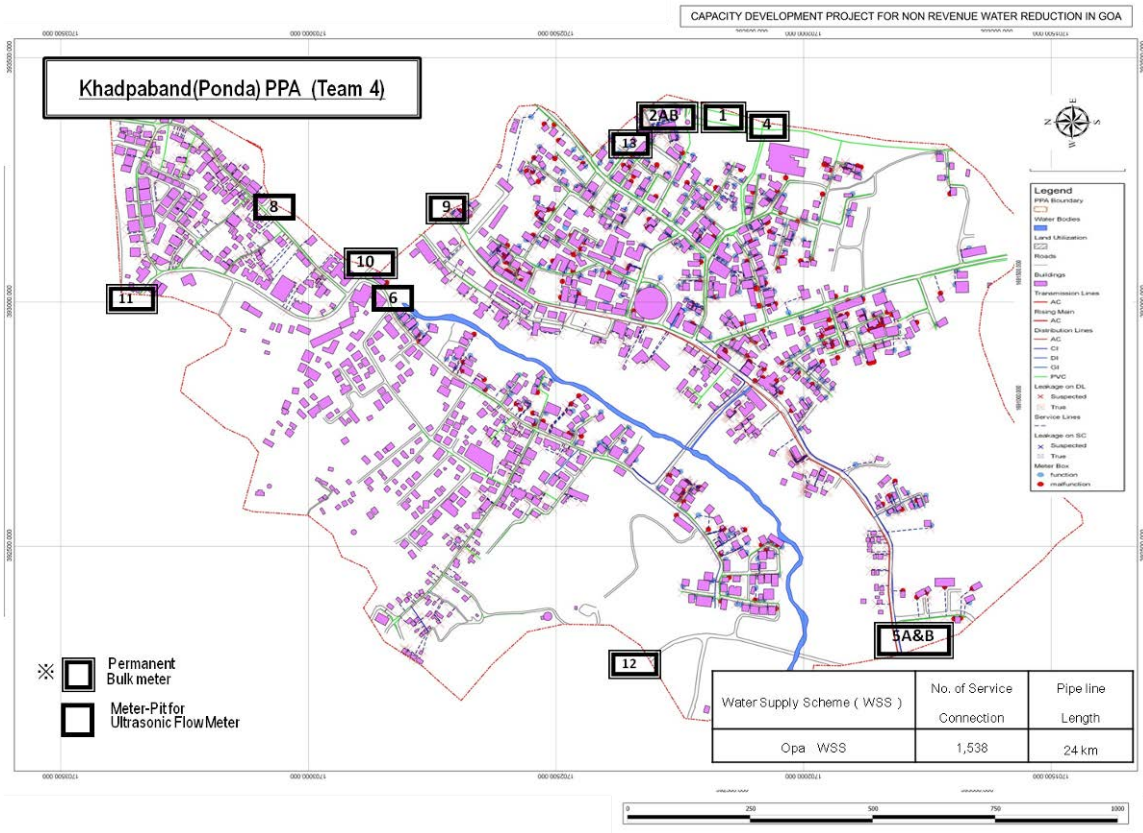 CAPACITY DEVELOPMENT PROJECT FOR NON REVENUE WATER REDUCTION IN GOA
Khadpaband(Ponda) PPA (Team 4)
2AB
1
4
13
8
9
10
11
6
12
5A&B
N
E
S
W
Legend
PPA Boundary
Water Bodies
Land Utilization
Roads
Buildings
Transmission Lines
AC
Rising Main
AC
Distribution Lines
AC
CI
DI
GI
PVC
Leakage on DL
Suspected
True
Service Lines
Leakage on SC
Suspected
True
Meter Box
function
malfunction
※ Permanent
Bulk meter
Meter-Pit for
Ultrasonic Flow Meter
Water Supply Scheme ( WSS )
No. of Service
Connection
Pipe line
Length
Opa WSS
1,538
24 km
0 250 500 750 1000